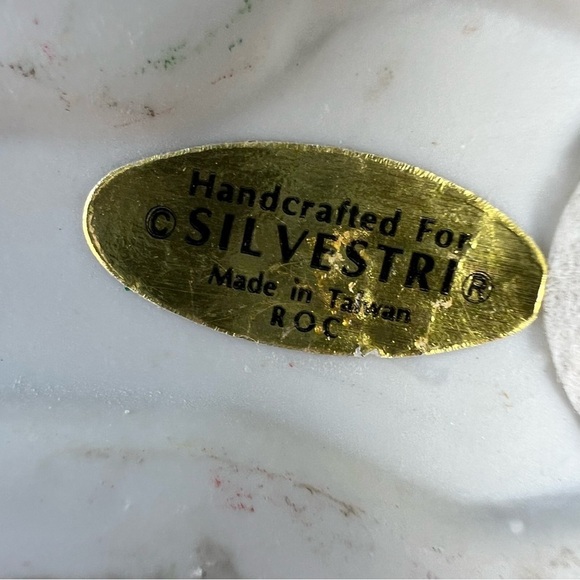 Handcrafted For
© SILVESTRI ®
Made in Taiwan
ROC